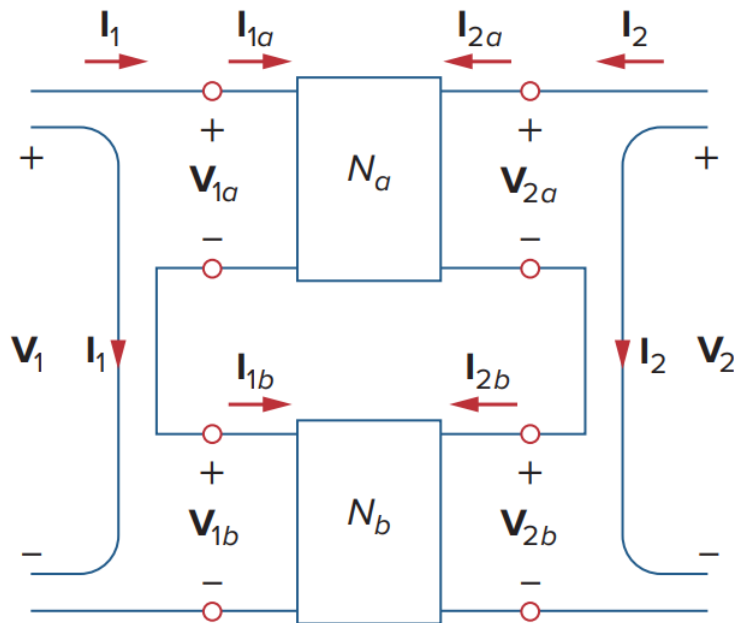 I1 I1a I2a I2
+ + + +
V1a Na V2a
− −
V1 I1 I2 V2
I1b I2b
+ +
V1b Nb V2b
− − − −